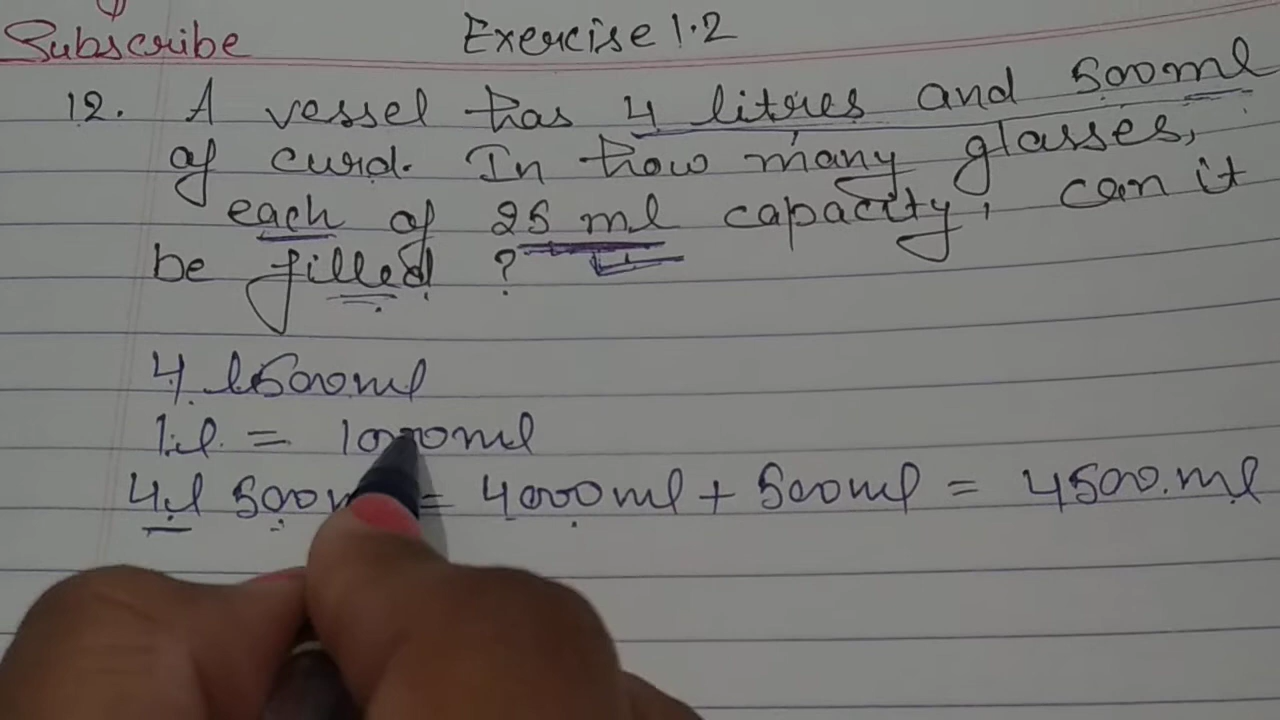 Subscribe Exercise 1.2
12. A vessel has 4 litres and 500ml
of curd. In how many glasses,
each of 25 ml capacity, can it
be filled ?
4 l 500ml
1 l = 1000ml
4 l 500 = 4000ml + 500ml = 4500 ml